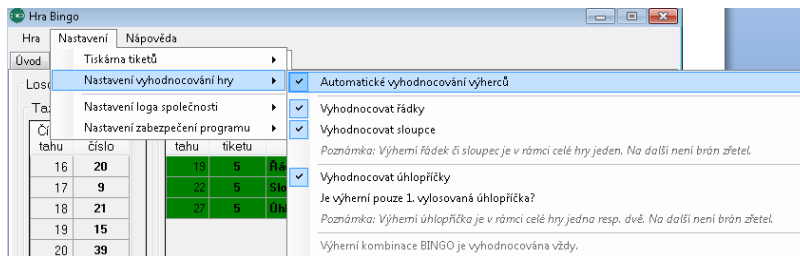 Hra Bingo
Hra Nastavení Nápověda
Úvod
Tiskárna tiketů
Nastavení vyhodnocování hry
Nastavení loga společnosti
Nastavení zabezpečení programu
Automatické vyhodnocování výherců
Vyhodnocovat řádky
Vyhodnocovat sloupce
Poznámka: Výherní řádek či sloupec je v rámci celé hry jeden. Na další není brán zřetel.
Vyhodnocovat úhlopříčky
Je výherní pouze 1. vylosovaná úhlopříčka?
Poznámka: Výherní úhlopříčka je v rámci celé hry jedna resp. dvě. Na další není brán zřetel.
Výherní kombinace BINGO je vyhodnocována vždy.
tahu číslo
16 20
17 9
18 21
19 15
20 39
tahu tiketu
19 5
22 5
27 5